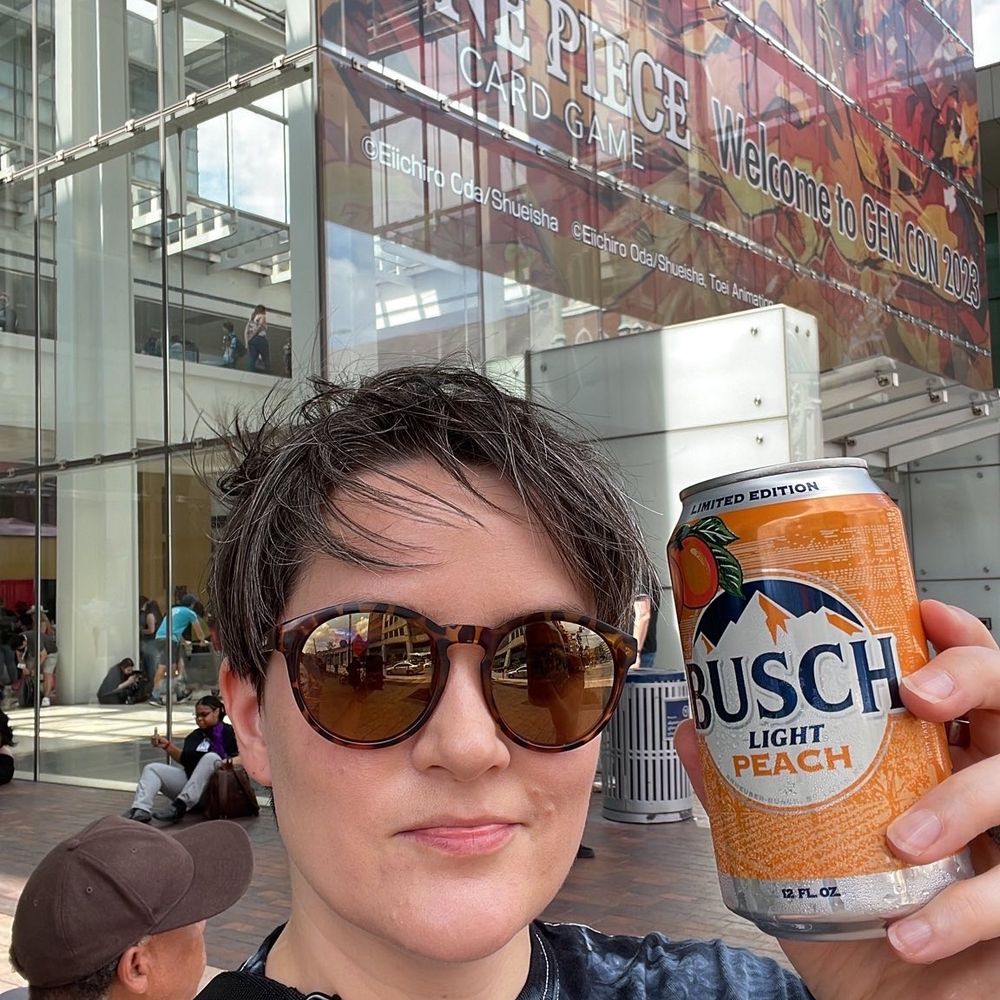 NE PIECE
CARD GAME
©Eiichiro Oda/Shueisha ©Eiichiro Oda/Shueisha, Toei Animation
Welcome to GEN CON 2023
LIMITED EDITION
BUSCH
LIGHT
PEACH
12 FL. OZ.